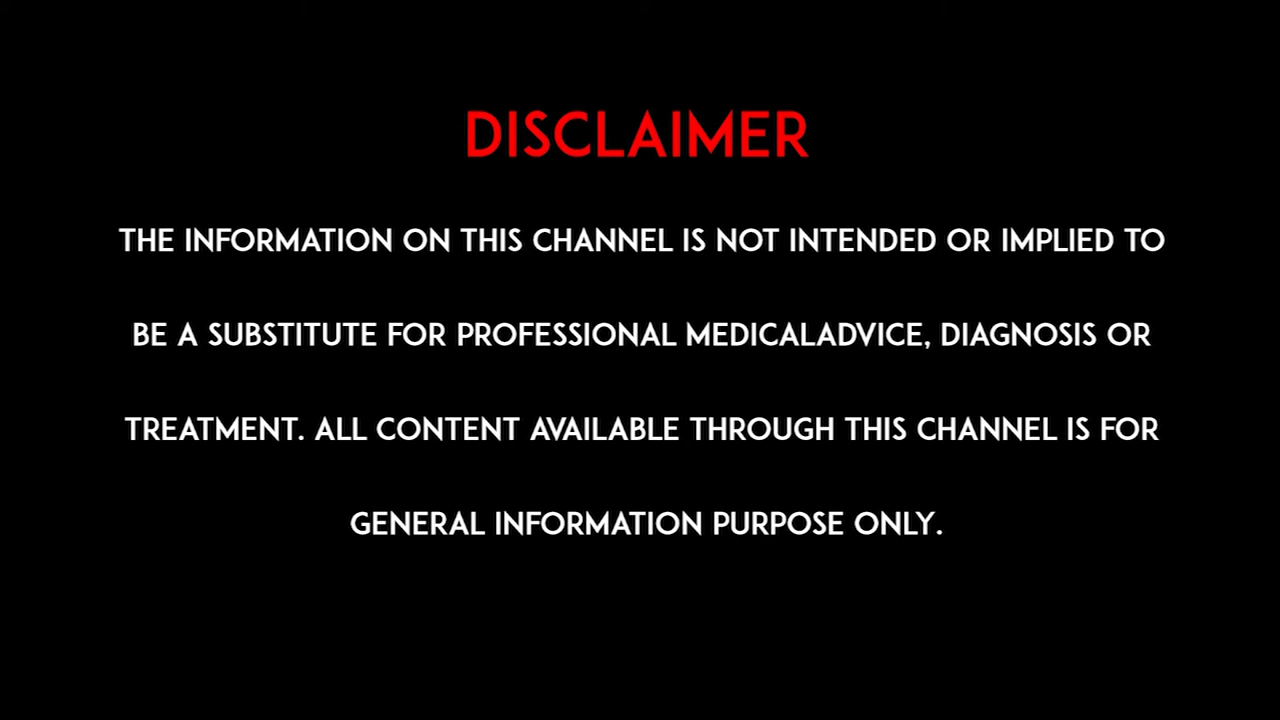 DISCLAIMER
THE INFORMATION ON THIS CHANNEL IS NOT INTENDED OR IMPLIED TO
BE A SUBSTITUTE FOR PROFESSIONAL MEDICALADVICE, DIAGNOSIS OR
TREATMENT. ALL CONTENT AVAILABLE THROUGH THIS CHANNEL IS FOR
GENERAL INFORMATION PURPOSE ONLY.